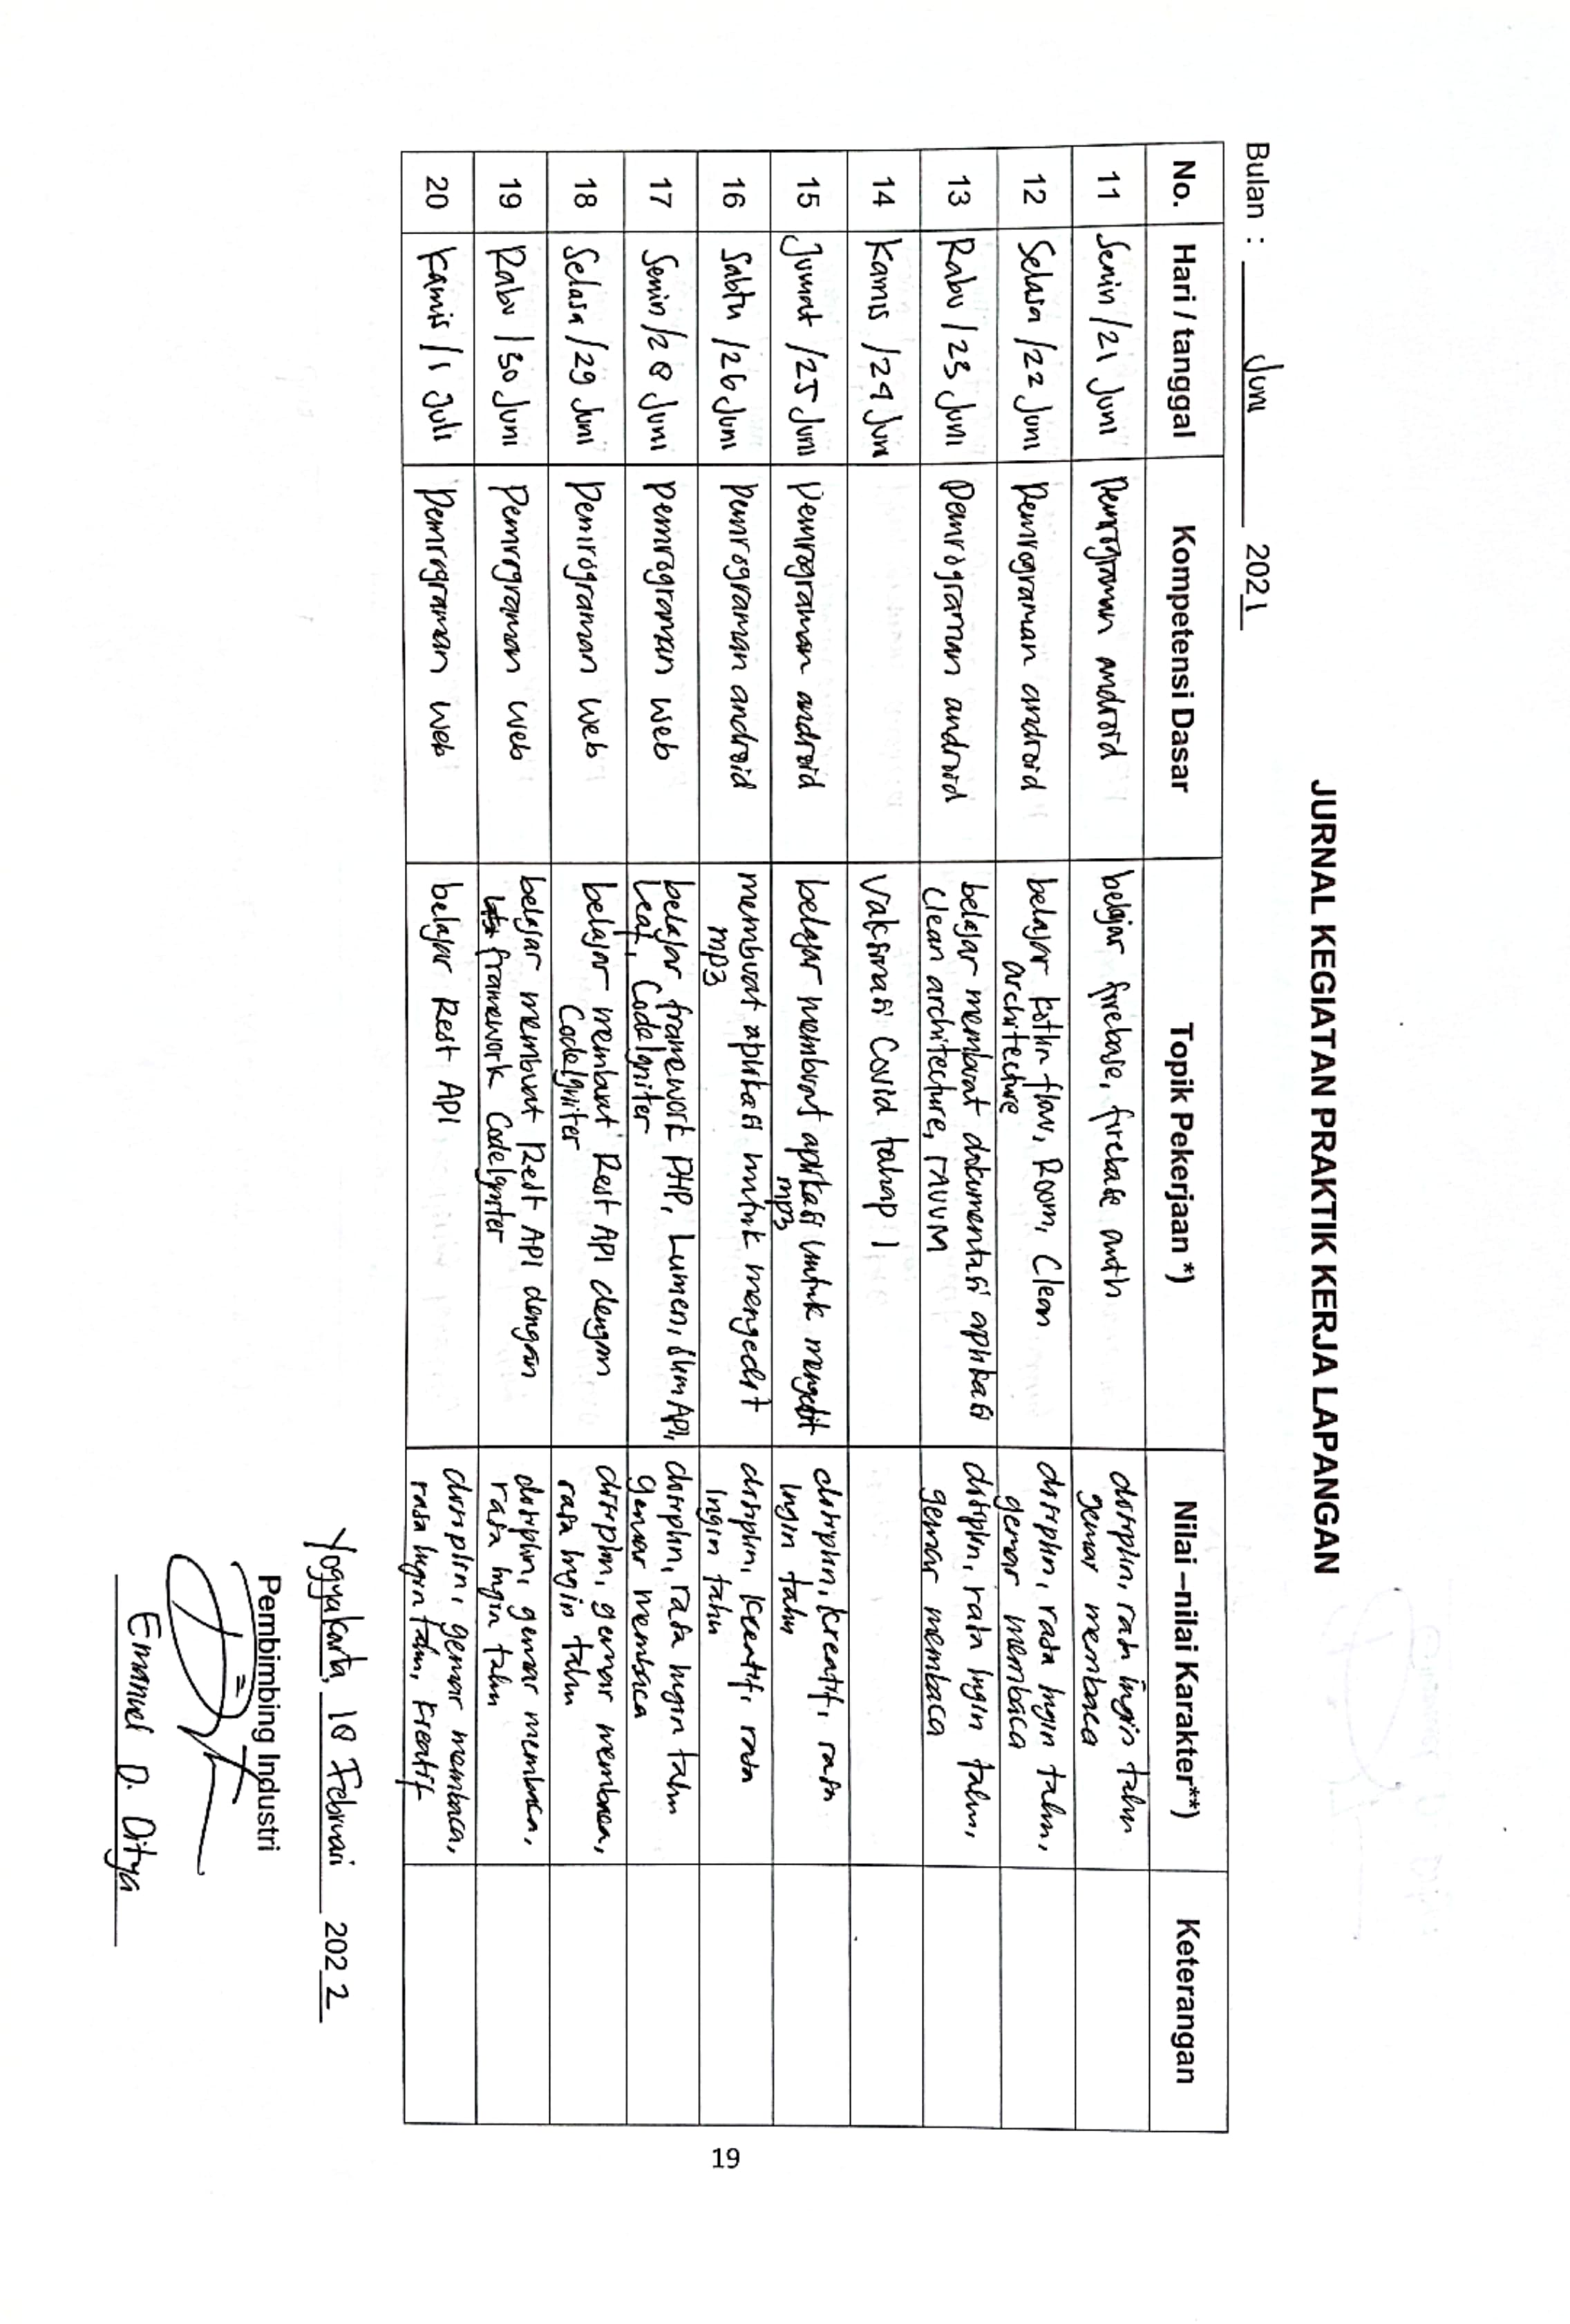 JURNAL KEGIATAN PRAKTIK KERJA LAPANGAN
Bulan : Juni 2021
No. Hari / tanggal Kompetensi Dasar Topik Pekerjaan *) Nilai –nilai Karakter**) Keterangan
11 Senin /21 Juni Pemrograman android belajar firebase, firebase auth disiplin, rasa ingin tahu
gemar membaca
12 Selasa /22 Juni Pemrograman android belajar kotlin flow, Room, Clean disiplin, rasa ingin tahu,
architecture gemar membaca
13 Rabu /23 Juni Pemrograman android belajar membuat dokumentasi aplikasi disiplin, rasa ingin tahu,
clean architecture, MVVM gemar membaca
14 Kamis /24 Juni Vaksinasi Covid tahap 1
15 Jumat /25 Juni Pemrograman android belajar membuat aplikasi untuk mengedit disiplin, kreatif, rasa
mp3 ingin tahu
16 Sabtu /26 Juni Pemrograman android membuat aplikasi untuk mengedit disiplin, kreatif, rasa
mp3 ingin tahu
17 Senin /28 Juni Pemrograman web belajar framework PHP, Lumen, Slim API, disiplin, rasa ingin tahu
Leaf, CodeIgniter gemar membaca
18 Selasa /29 Juni Pemrograman web belajar membuat Rest API dengan disiplin, gemar membaca,
CodeIgniter rasa ingin tahu
19 Rabu /30 Juni Pemrograman web belajar membuat Rest API dengan disiplin, gemar membaca,
framework CodeIgniter rasa ingin tahu
20 Kamis /1 Juli Pemrograman web belajar Rest API disiplin, gemar membaca,
rasa ingin tahu, kreatif
Yogyakarta, 18 Februari 2022
Pembimbing Industri
Emanuel D. Ditya
19